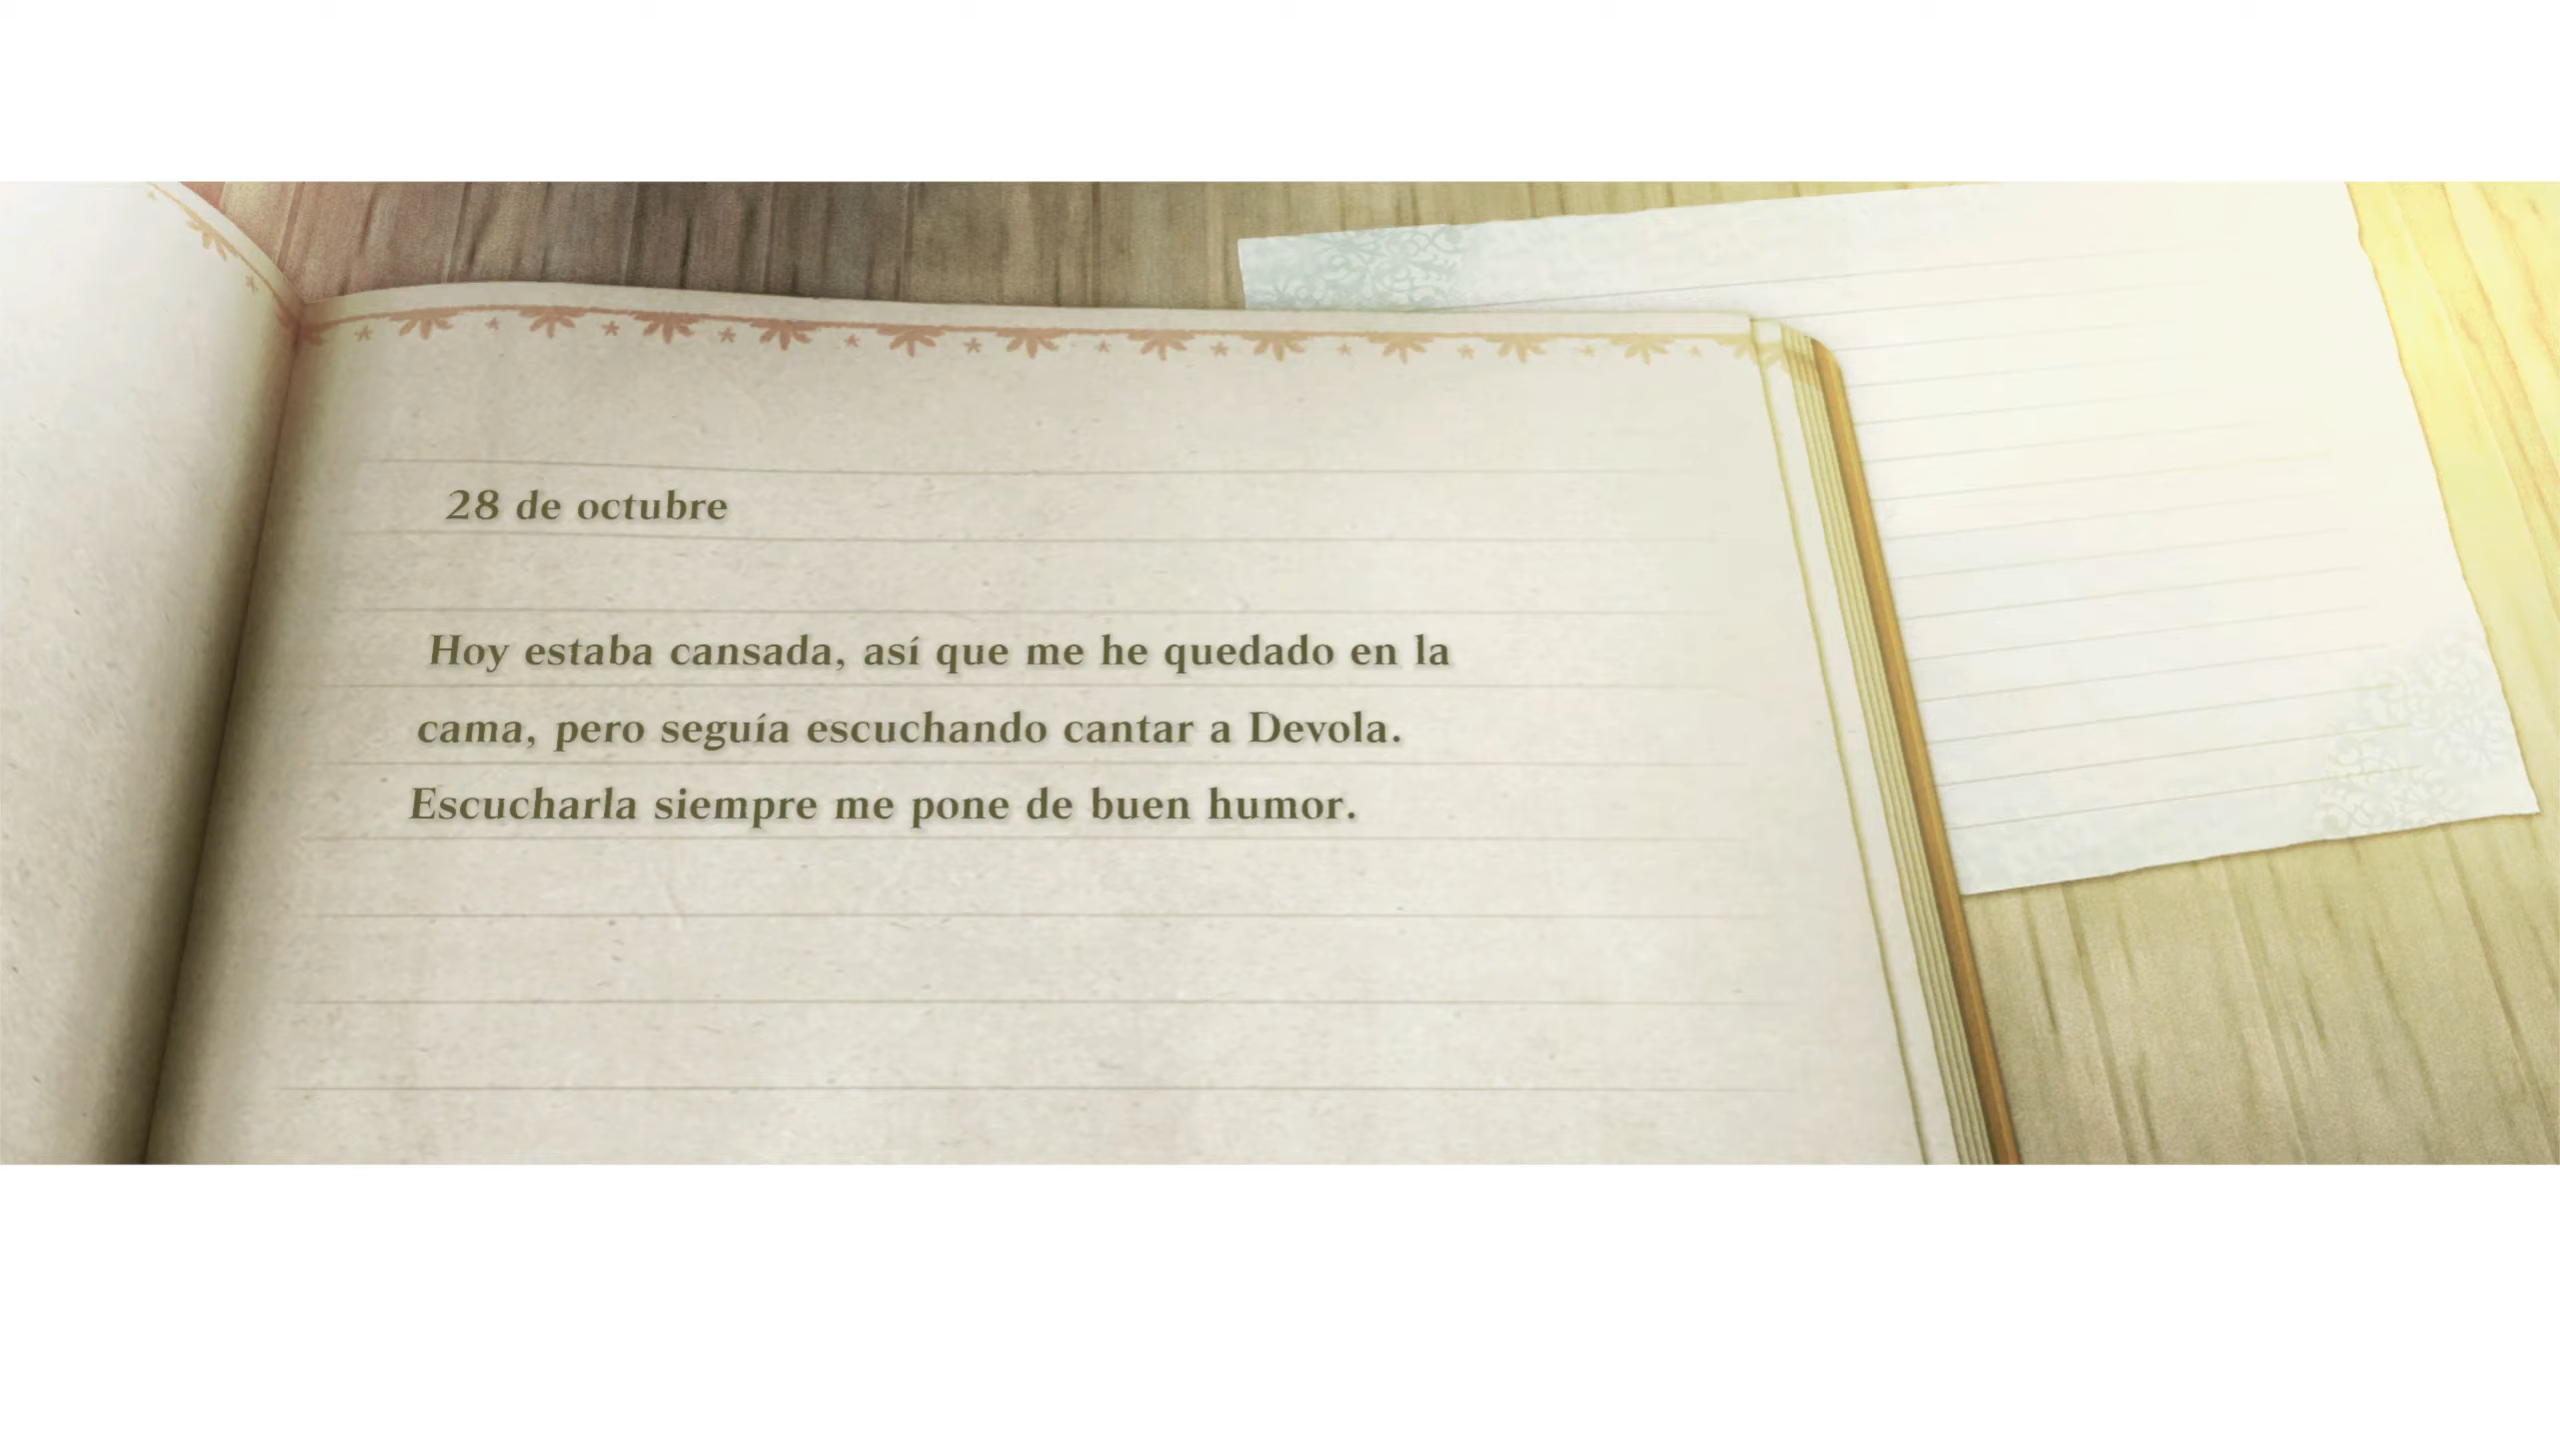 28 de octubre
Hoy estaba cansada, así que me he quedado en la
cama, pero seguía escuchando cantar a Devola.
Escucharla siempre me pone de buen humor.